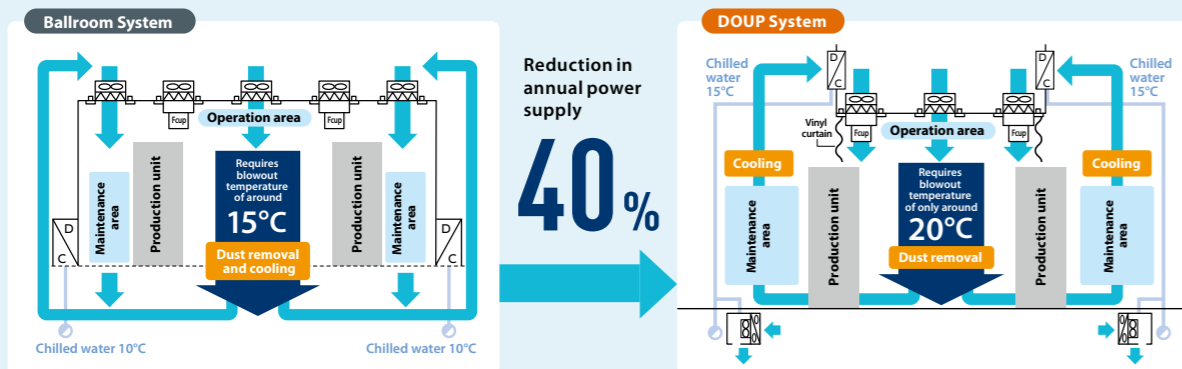 Ballroom System
Fcup
Operation area
Fcup
Maintenance
area
Production unit
Requires
blowout
temperature
of around
15°C
Dust removal
and cooling
Production unit
Maintenance
area
D
C
D
C
Chilled water 10°C
Chilled water 10°C
Reduction in
annual power
supply
40%
DOUP System
Chilled
water
15°C
D
C
D
C
Chilled
water
15°C
Vinyl
curtain
Fcup
Operation area
Fcup
Cooling
Cooling
Maintenance
area
Production unit
Requires
blowout
temperature
of only around
20°C
Dust removal
Production unit
Maintenance
area